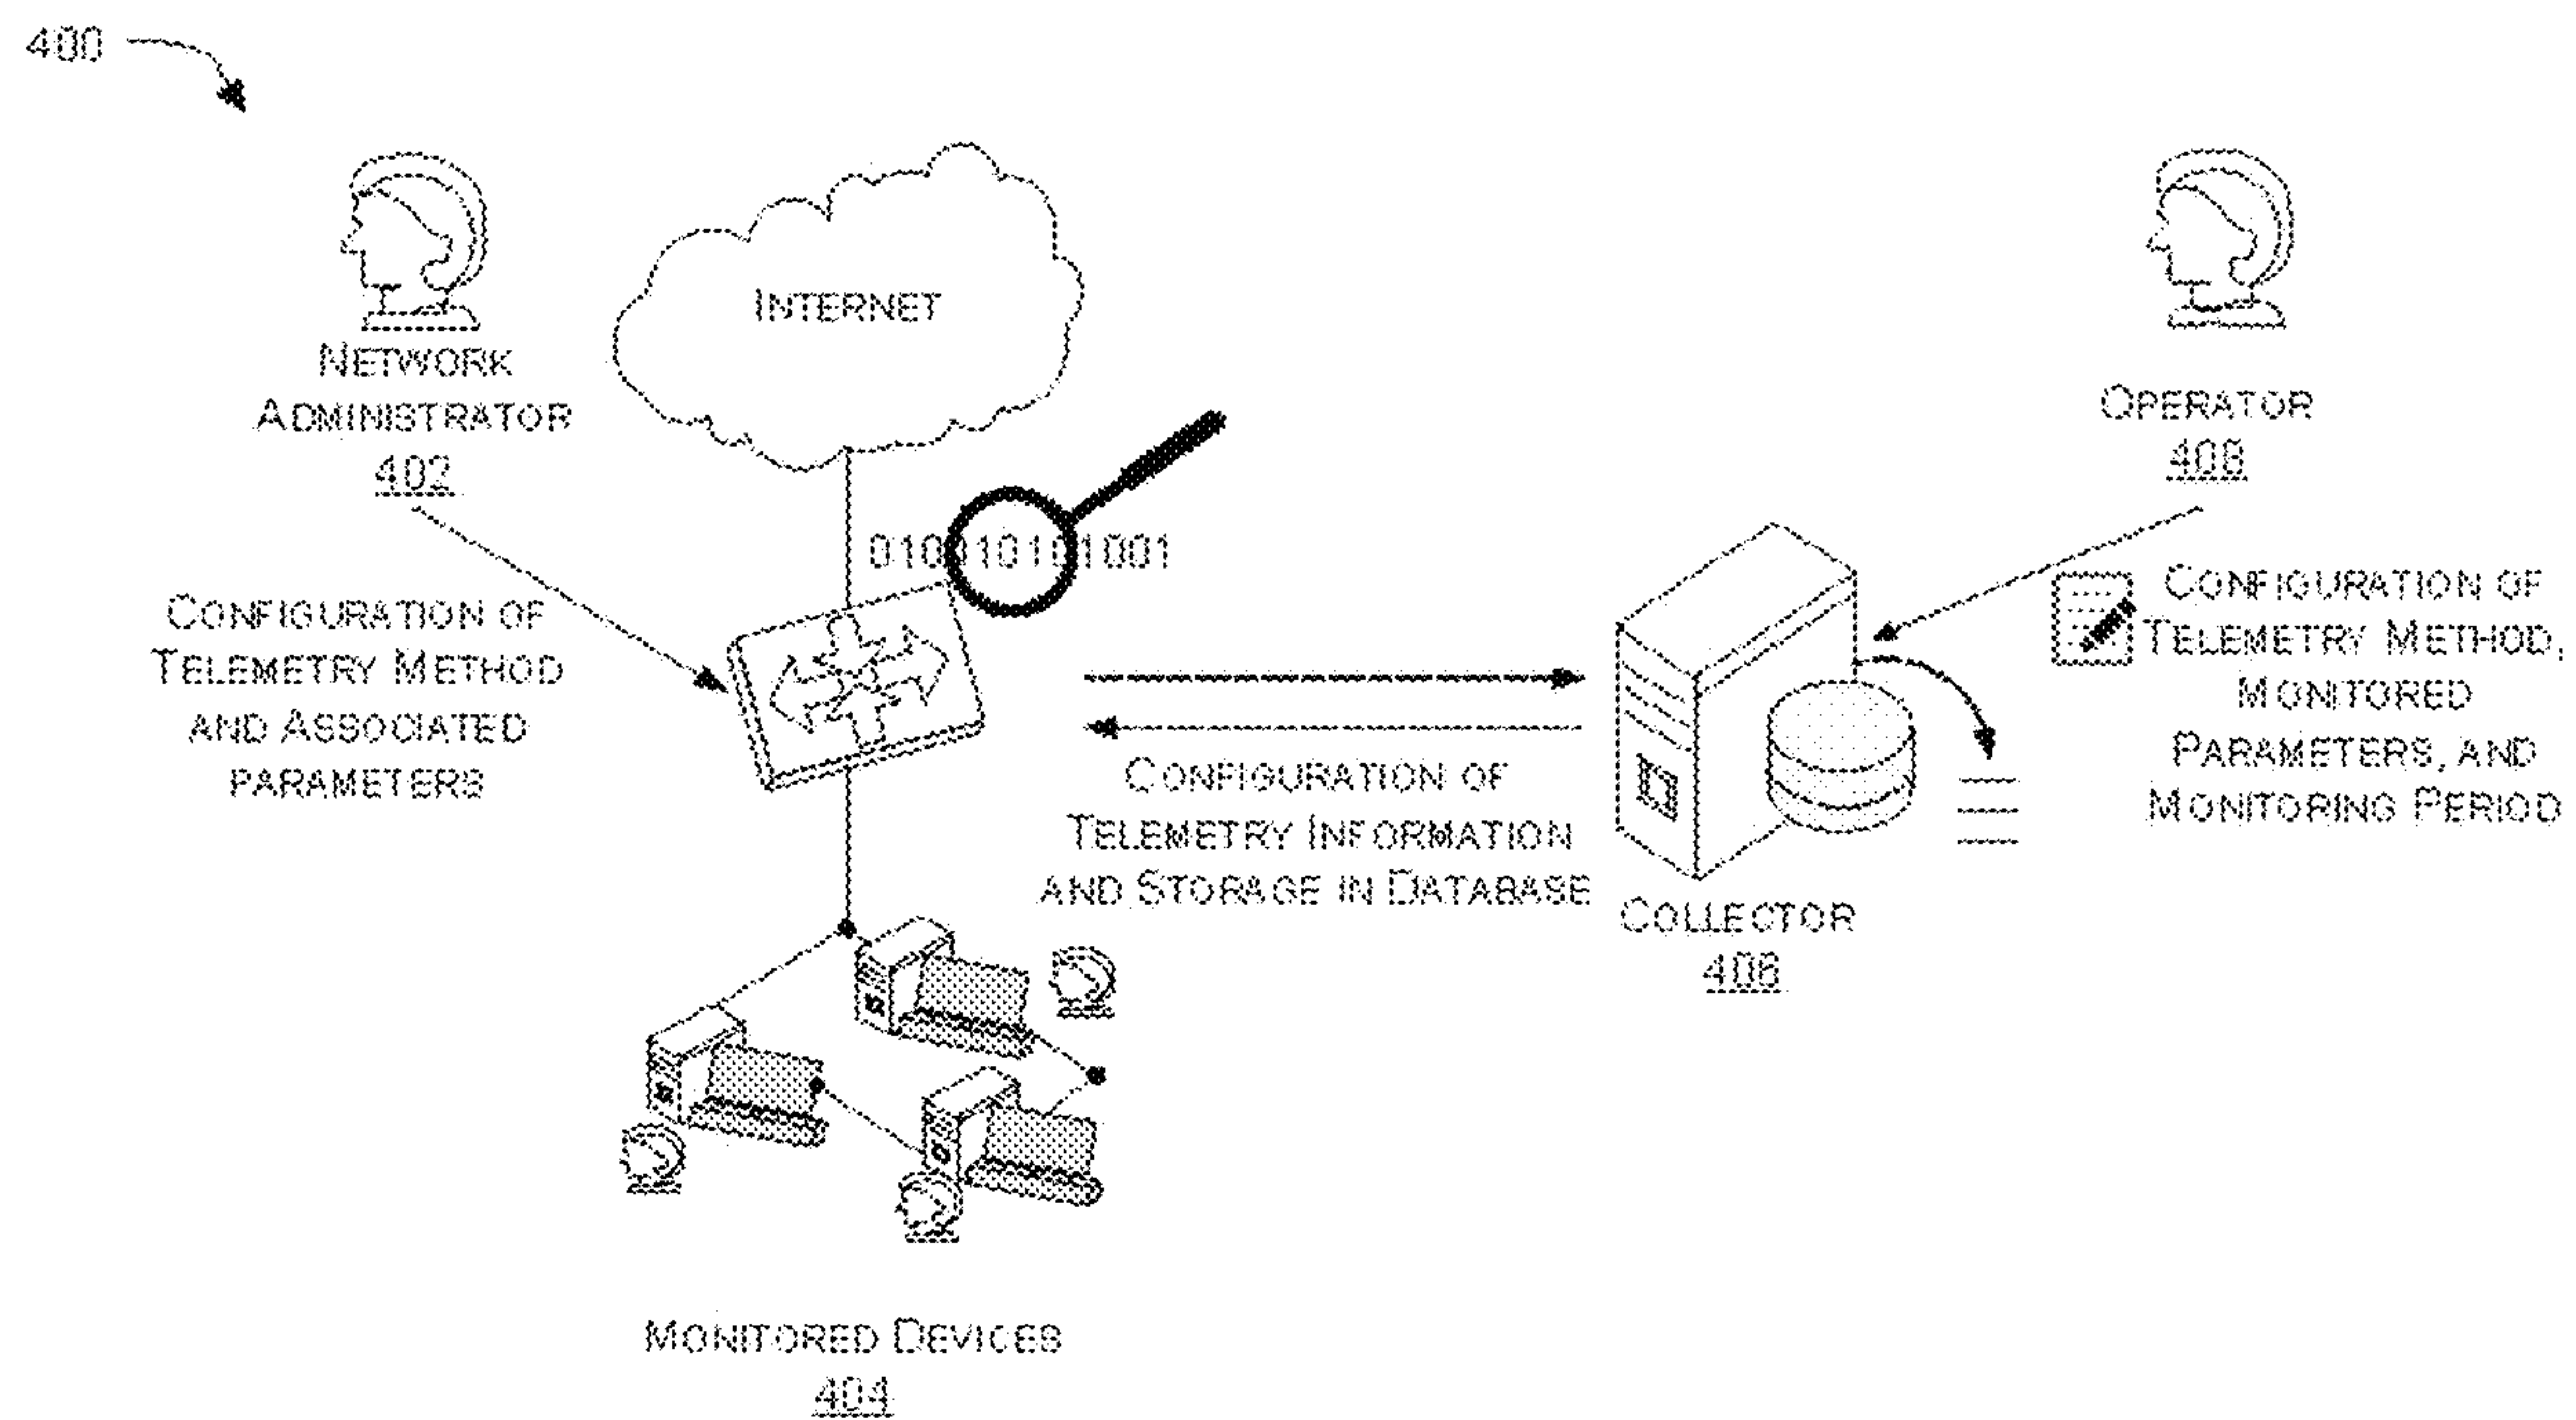 400
INTERNET
NETWORK
ADMINISTRATOR
402
OPERATOR
408
010010101001
CONFIGURATION OF
TELEMETRY METHOD
AND ASSOCIATED
PARAMETERS
CONFIGURATION OF
TELEMETRY METHOD,
MONITORED
PARAMETERS, AND
MONITORING PERIOD
CONFIGURATION OF
TELEMETRY INFORMATION
AND STORAGE IN DATABASE
COLLECTOR
406
MONITORED DEVICES
404